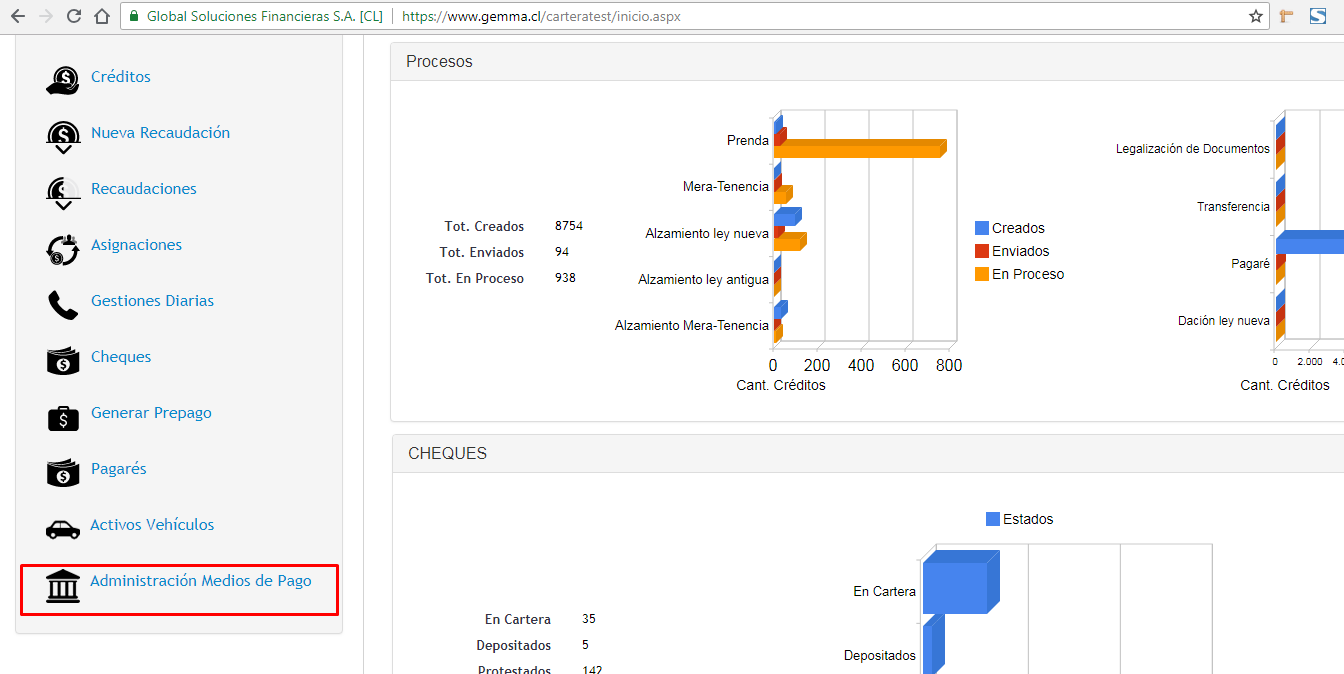 Global Soluciones Financieras S.A. [CL] https://www.gemma.cl/carteratest/inicio.aspx
Créditos
Nueva Recaudación
Recaudaciones
Asignaciones
Gestiones Diarias
Cheques
Generar Prepago
Pagarés
Activos Vehículos
Administración Medios de Pago
Procesos
Tot. Creados 8754
Tot. Enviados 94
Tot. En Proceso 938
Prenda
Mera-Tenencia
Alzamiento ley nueva
Alzamiento ley antigua
Alzamiento Mera-Tenencia
0 200 400 600 800
Cant. Créditos
Creados
Enviados
En Proceso
Legalización de Documentos
Transferencia
Pagaré
Dación ley nueva
0 2.000
Cant. Créditos
CHEQUES
En Cartera 35
Depositados 5
Protestados 142
Estados
En Cartera
Depositados